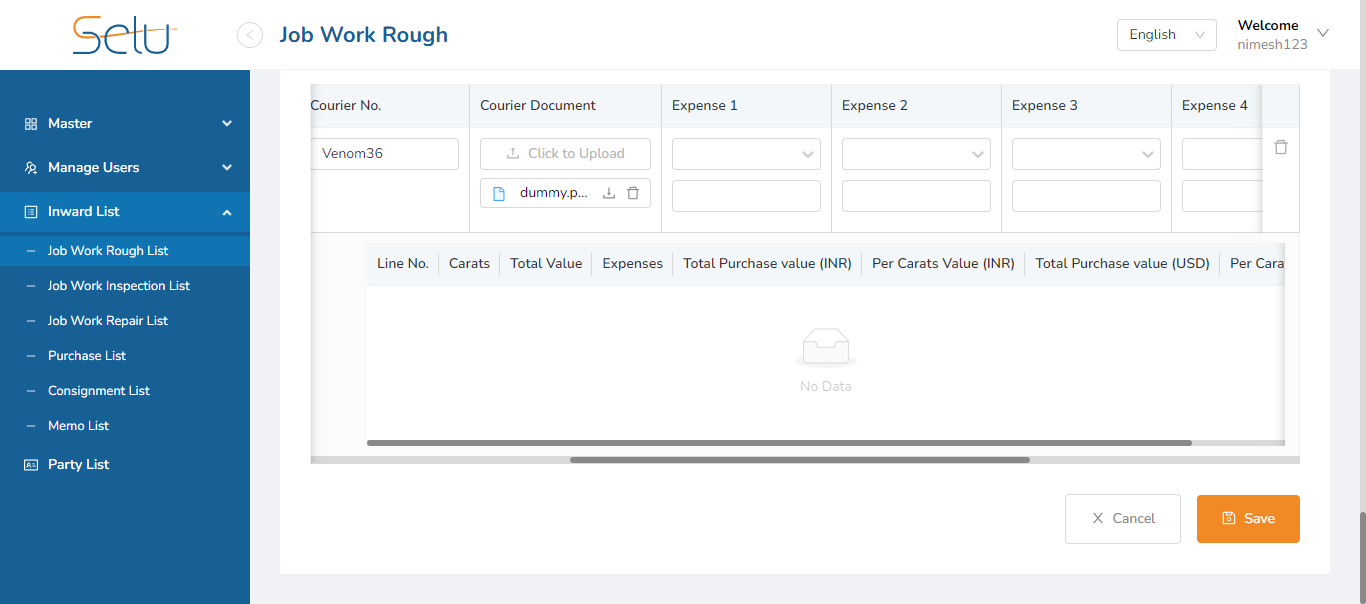 Selu
Job Work Rough
English
Welcome
nimesh123
Master
Manage Users
Inward List
Job Work Rough List
Job Work Inspection List
Job Work Repair List
Purchase List
Consignment List
Memo List
Party List
Courier No. Courier Document Expense 1 Expense 2 Expense 3 Expense 4
Venom36 Click to Upload
dummy.p...
Line No. Carats Total Value Expenses Total Purchase value (INR) Per Carats Value (INR) Total Purchase value (USD) Per Cara
No Data
Cancel Save